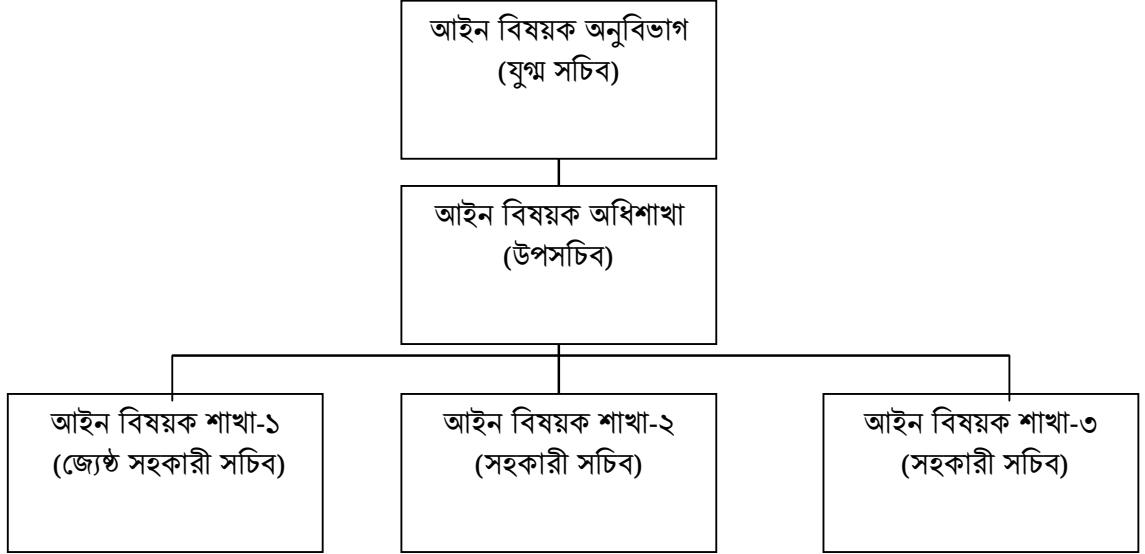 আইন বিষয়ক অনুবিভাগ
(যুগ্ম সচিব)
আইন বিষয়ক অধিশাখা
(উপসচিব)
আইন বিষয়ক শাখা-১
(জ্যেষ্ঠ সহকারী সচিব)
আইন বিষয়ক শাখা-২
(সহকারী সচিব)
আইন বিষয়ক শাখা-৩
(সহকারী সচিব)